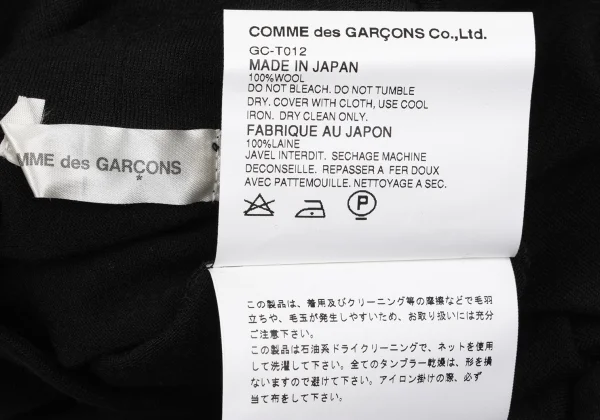 MME des GARÇONS
*
COMME des GARÇONS Co.,Ltd.
GC-T012
MADE IN JAPAN
100%WOOL
DO NOT BLEACH. DO NOT TUMBLE
DRY. COVER WITH CLOTH, USE COOL
IRON. DRY CLEAN ONLY.
FABRIQUE AU JAPON
100%LAINE
JAVEL INTERDIT. SECHAGE MACHINE
DECONSEILLE. REPASSER A FER DOUX
AVEC PATTEMOUILLE. NETTOYAGE A SEC.
P
この製品は、着用及びクリーニング等の摩擦などで毛羽
立ちや、毛玉が発生しやすいため、お取り扱いには充分
ご注意下さい。
この製品は石油系ドライクリーニングで、ネットを使用
して洗濯して下さい。全てのタンブラー乾燥は、形を損
ないますので避けて下さい。アイロン掛けの際、必ず
当て布をして下さい。